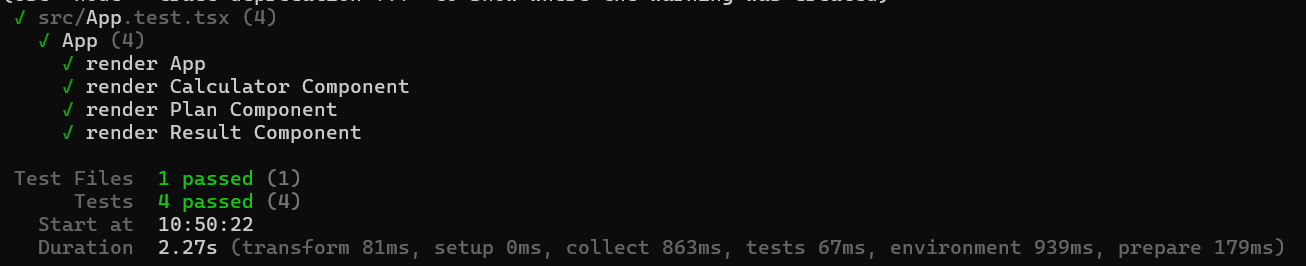 ✓ src/App.test.tsx (4)
✓ App (4)
✓ render App
✓ render Calculator Component
✓ render Plan Component
✓ render Result Component
Test Files 1 passed (1)
Tests 4 passed (4)
Start at 10:50:22
Duration 2.27s (transform 81ms, setup 0ms, collect 863ms, tests 67ms, environment 939ms, prepare 179ms)